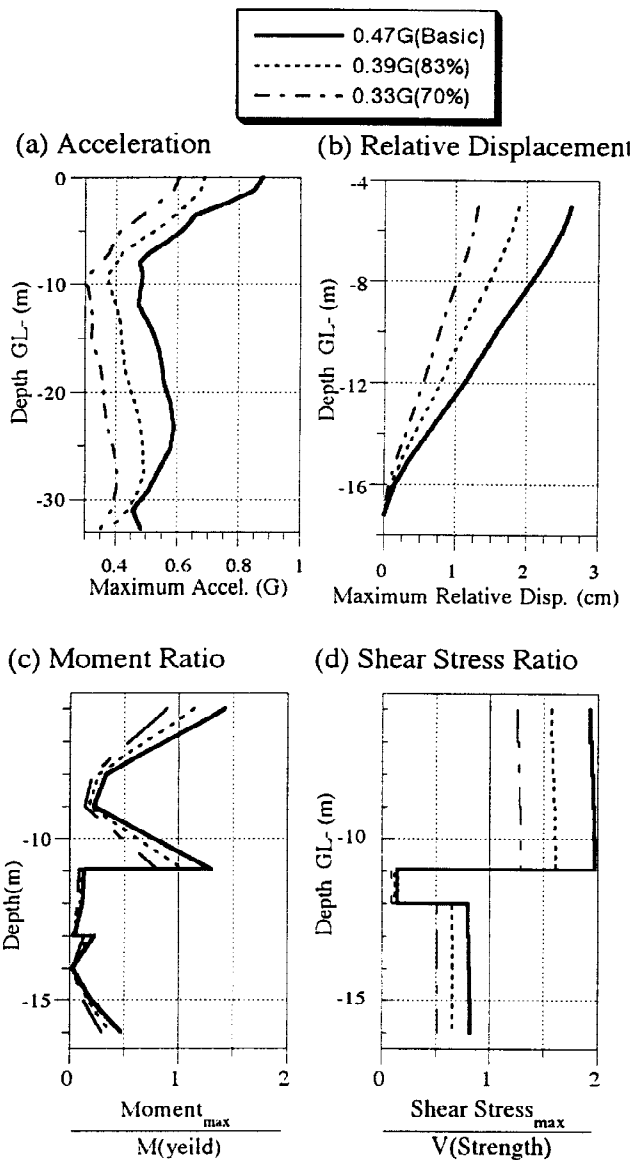 0.47G(Basic)
0.39G(83%)
0.33G(70%)
(a) Acceleration
(b) Relative Displacement
0
-10
-20
-30
Depth GL- (m)
0.4
0.6
0.8
1
Maximum Accel. (G)
-4
-8
-12
-16
Depth GL- (m)
0
1
2
3
Maximum Relative Disp. (cm)
(c) Moment Ratio
(d) Shear Stress Ratio
-10
-15
Depth(m)
0
1
2
Moment max
M(yeild)
-10
-15
Depth GL- (m)
0
1
2
Shear Stress max
V(Strength)